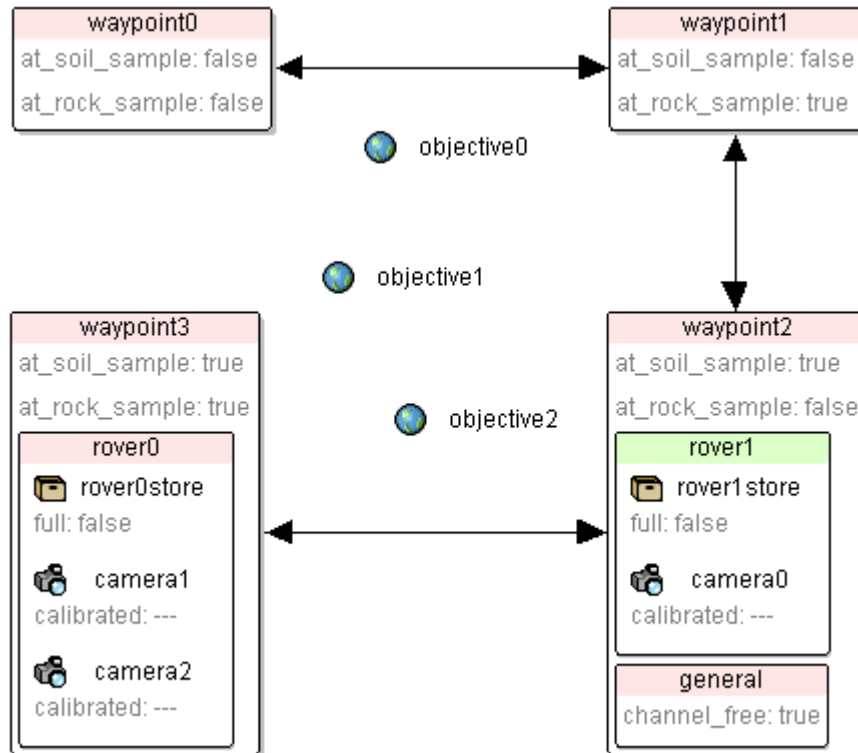 waypoint0
at_soil_sample: false
at_rock_sample: false
waypoint1
at_soil_sample: false
at_rock_sample: true
objective0
objective1
objective2
waypoint3
at_soil_sample: true
at_rock_sample: true
rover0
rover0store
full: false
camera1
calibrated: ---
camera2
calibrated: ---
waypoint2
at_soil_sample: true
at_rock_sample: false
rover1
rover1store
full: false
camera0
calibrated: ---
general
channel_free: true